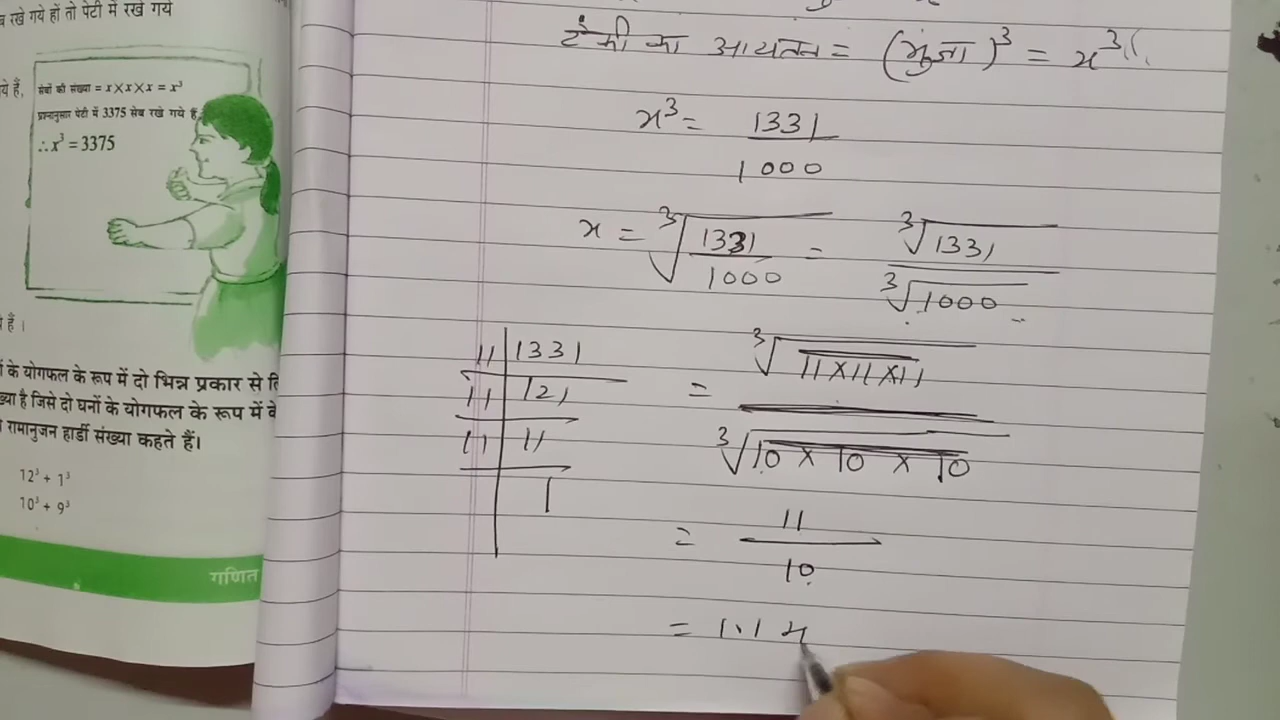 रखे गये हों तो पेटी में रखे गये
ये हैं,
सेबों की संख्या = x×x×x = x³
प्रश्नानुसार पेटी में 3375 सेब रखे गये हैं
∴x³ = 3375
हैं ।
के योगफल के रूप में दो भिन्न प्रकार से
ख्या है जिसे दो घनों के योगफल के रूप में
रामानुजन हार्डी संख्या कहते हैं।
12³ + 1³
10³ + 9³
गणित
टंकी का आयतन = (भुजा)³ = x³
x³ = 1331
1000
x = ³√1331/1000 = ³√1331/³√1000
11 | 1331
11 | 121
11 | 11
1
= ³√11×11×11
³√10 × 10 × 10
= 11
10
= 1.1 म